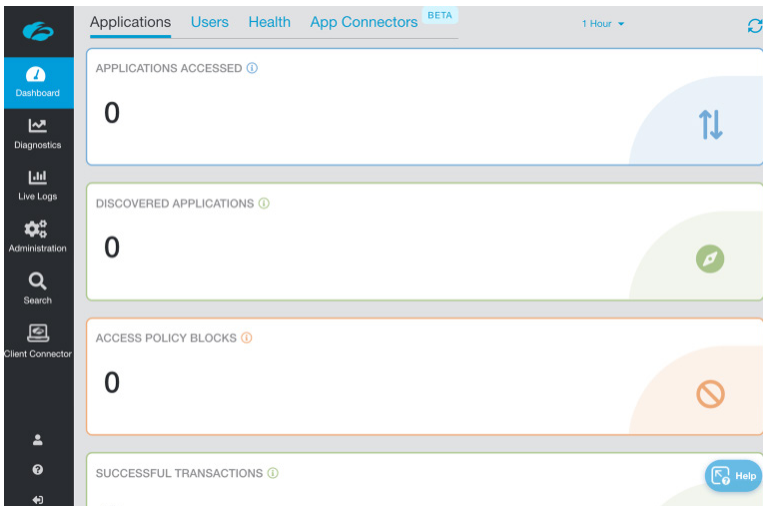 Applications Users Health App Connectors BETA 1 Hour
Dashboard
Diagnostics
Live Logs
Administration
Search
Client Connector
APPLICATIONS ACCESSED
0
DISCOVERED APPLICATIONS
0
ACCESS POLICY BLOCKS
0
SUCCESSFUL TRANSACTIONS
Help